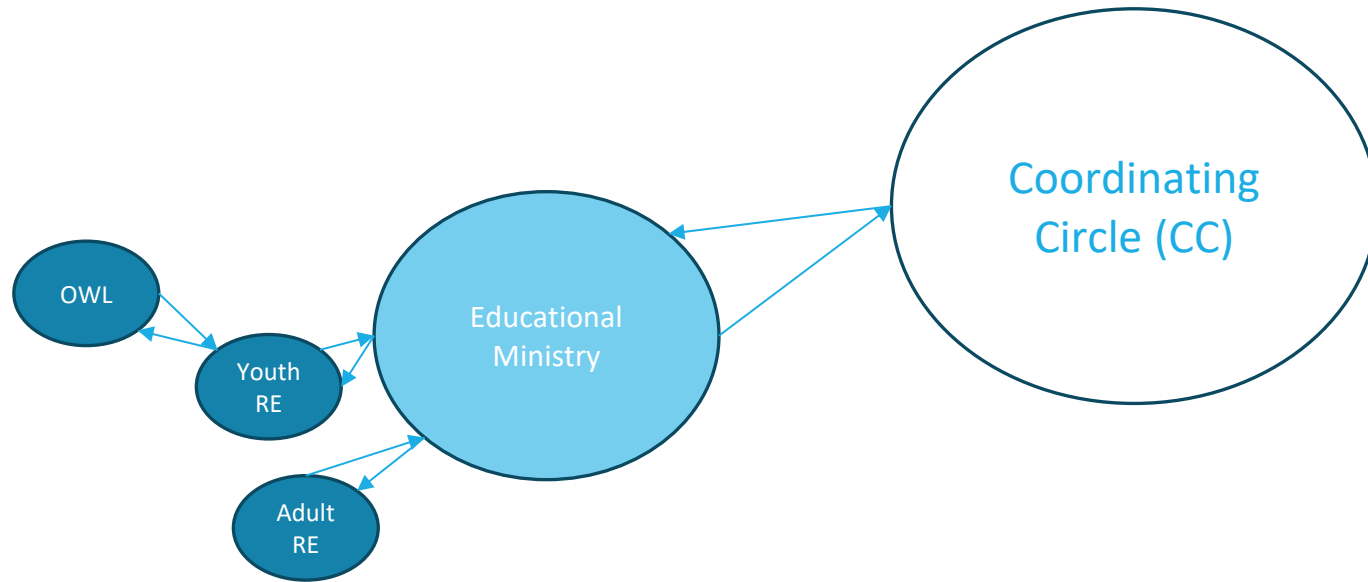 Coordinating
Circle (CC)
Educational
Ministry
OWL
Youth
RE
Adult
RE